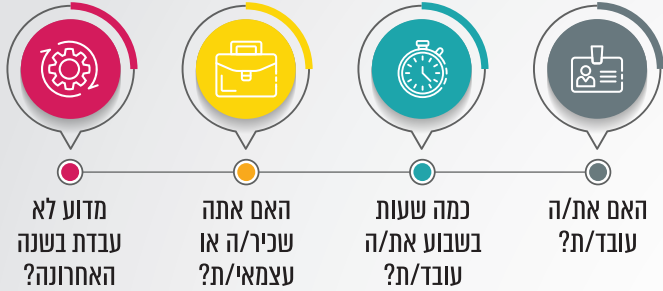 האם את/ה
עובד/ת?
כמה שעות
בשבוע את/ה
עובד/ת?
האם אתה
שכיר/ה או
עצמאי/ת?
מדוע לא
עבדת בשנה
האחרונה?